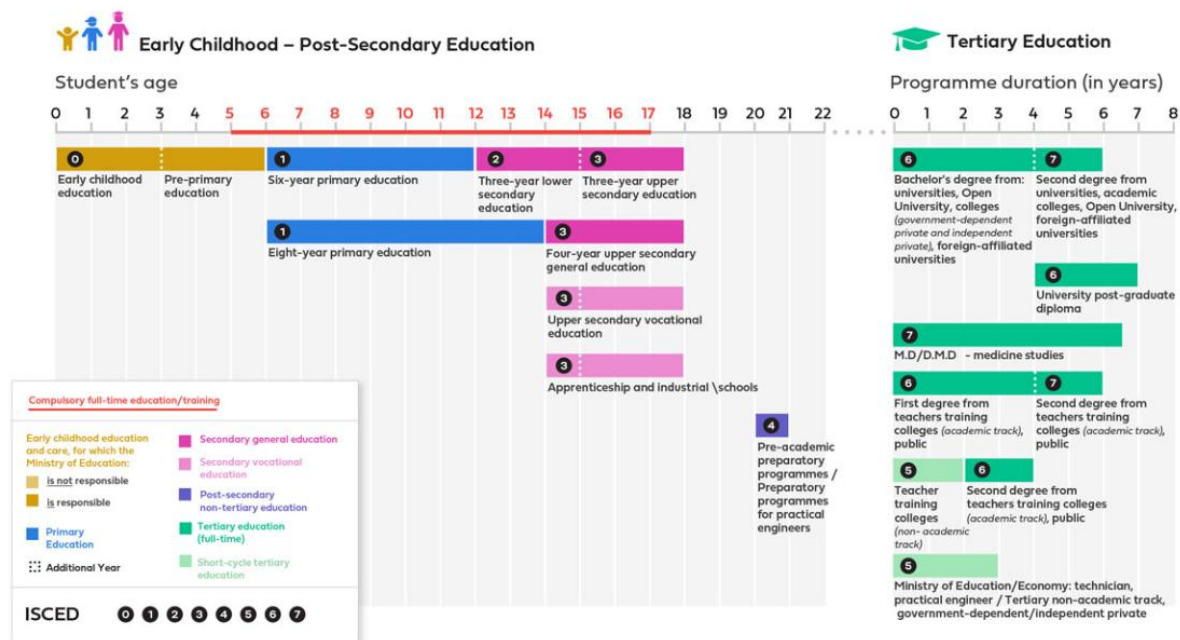 Early Childhood – Post-Secondary Education
Student's age
0 1 2 3 4 5 6 7 8 9 10 11 12 13 14 15 16 17 18 19 20 21 22
0
Early childhood
education
Pre-primary
education
1
Six-year primary education
2
Three-year lower
secondary
education
3
Three-year upper
secondary education
1
Eight-year primary education
3
Four-year upper secondary
general education
3
Upper secondary vocational
education
3
Apprenticeship and industrial \schools
4
Pre-academic
preparatory
programmes /
Preparatory
programmes
for practical
engineers
Compulsory full-time education/training
Early childhood education
and care, for which the
Ministry of Education:
is not responsible
is responsible
Primary
Education
Additional Year
Secondary general education
Secondary vocational
education
Post-secondary
non-tertiary education
Tertiary education
(full-time)
Short-cycle tertiary
education
ISCED 0 1 2 3 4 5 6 7
Tertiary Education
Programme duration (in years)
0 1 2 3 4 5 6 7 8
6
Bachelor's degree from:
universities, Open
University, colleges
(government-dependent
private and independent
private), foreign-affiliated
universities
7
Second degree from
universities, academic
colleges, Open University,
foreign-affiliated
universities
6
University post-graduate
diploma
7
M.D/D.M.D - medicine studies
6
First degree from
teachers training
colleges (academic track),
public
7
Second degree from
teachers training
colleges (academic track),
public
5
Teacher
training
colleges
(non- academic
track)
6
Second degree from
teachers training colleges
(academic track), public
5
Ministry of Education/Economy: technician,
practical engineer / Tertiary non-academic track,
government-dependent/independent private